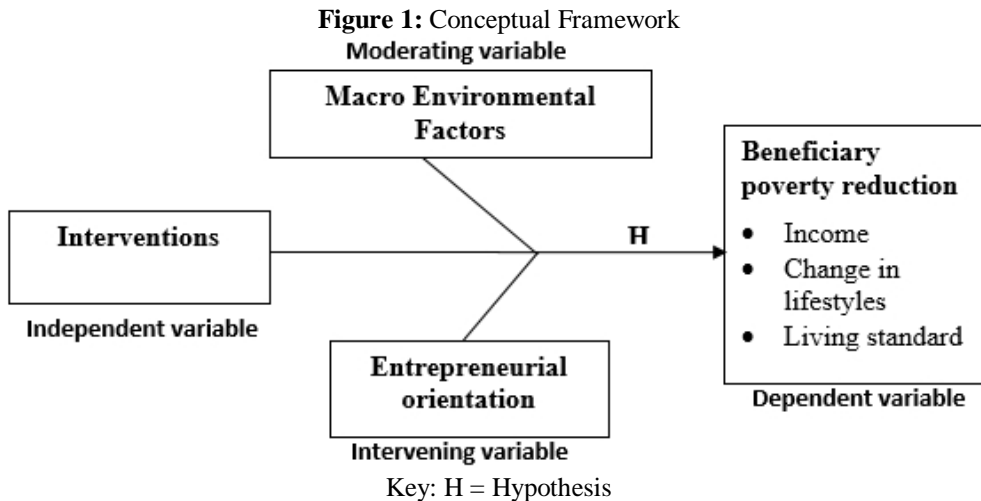 Figure 1: Conceptual Framework
Moderating variable
Macro Environmental
Factors
Interventions
Independent variable
H
Entrepreneurial
orientation
Intervening variable
Beneficiary
poverty reduction
• Income
• Change in
lifestyles
• Living standard
Dependent variable
Key: H = Hypothesis